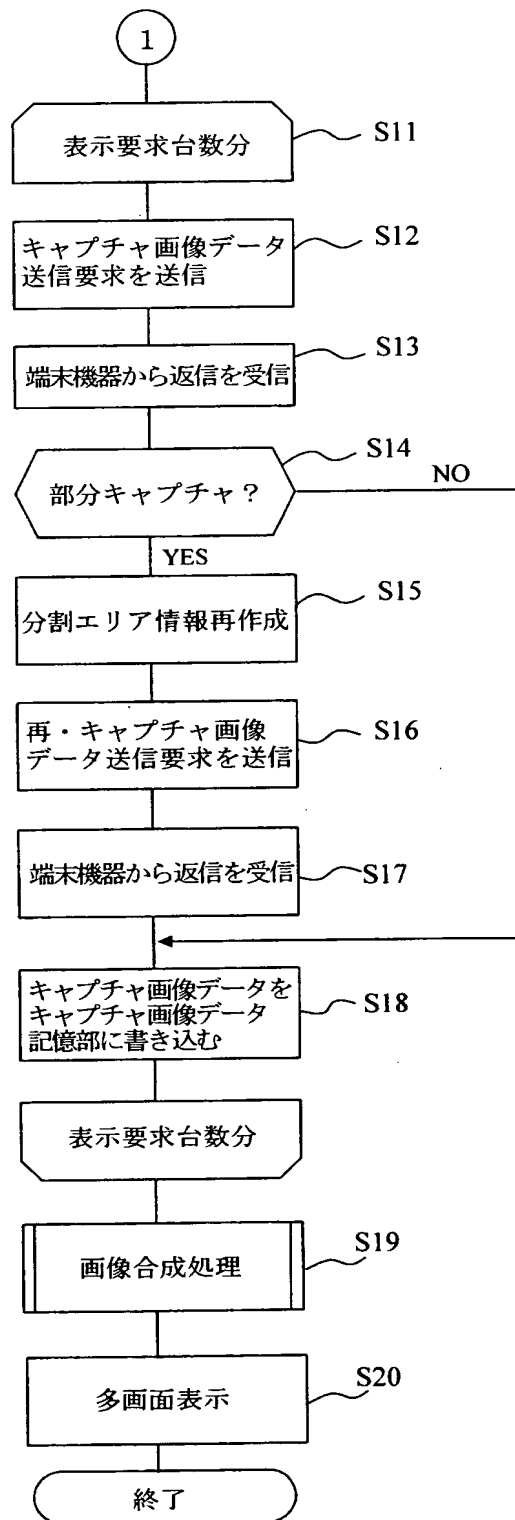 1
表示要求台数分
S11
キャプチャ画像データ
送信要求を送信
S12
端末機器から返信を受信
S13
部分キャプチャ？
S14
NO
YES
分割エリア情報再作成
S15
再・キャプチャ画像
データ送信要求を送信
S16
端末機器から返信を受信
S17
キャプチャ画像データを
キャプチャ画像データ
記憶部に書き込む
S18
表示要求台数分
画像合成処理
S19
多画面表示
S20
終了